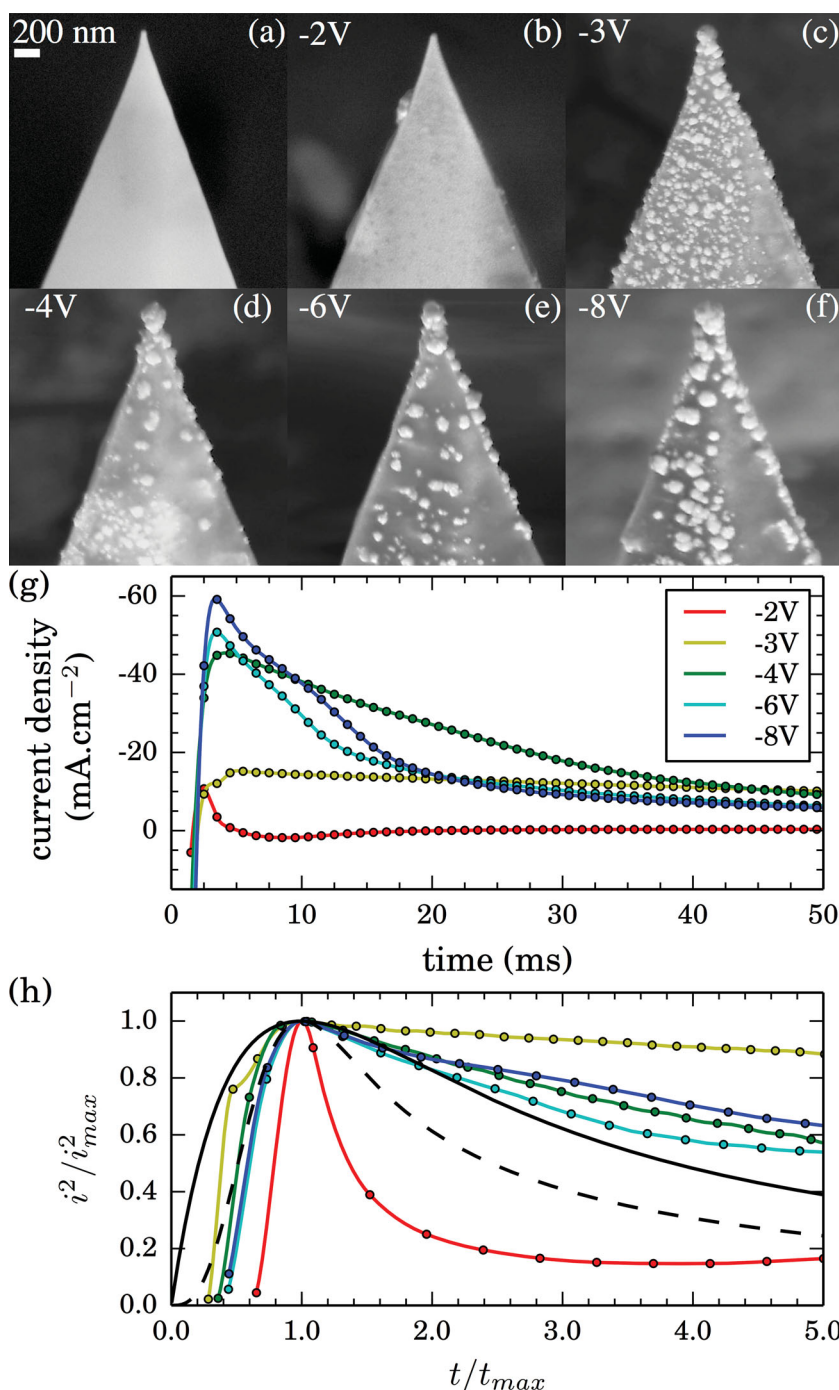 200 nm (a) -2V (b) -3V (c)
-4V (d) -6V (e) -8V (f)
(g)
-60
-40
-20
0
current density
(mA.cm−2)
-2V
-3V
-4V
-6V
-8V
0 10 20 30 40 50
time (ms)
(h)
1.0
0.8
0.6
0.4
0.2
0.0
i²/i²max
0.0 1.0 2.0 3.0 4.0 5.0
t/tmax